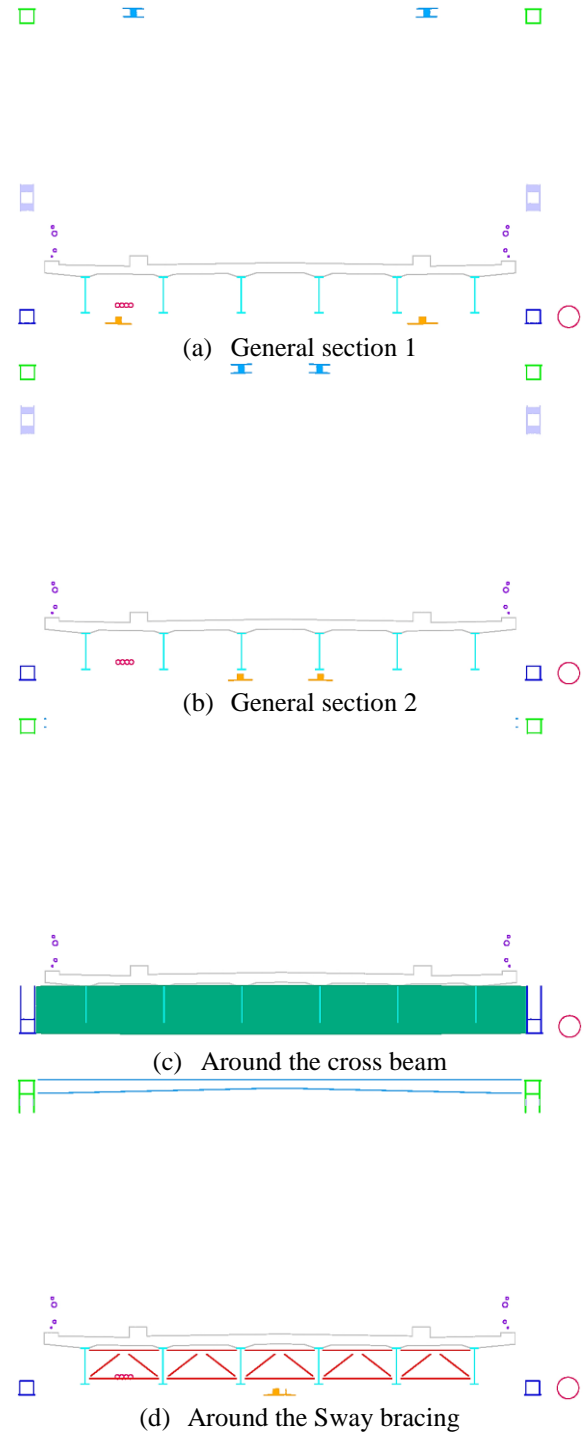 (a) General section 1
(b) General section 2
(c) Around the cross beam
(d) Around the Sway bracing